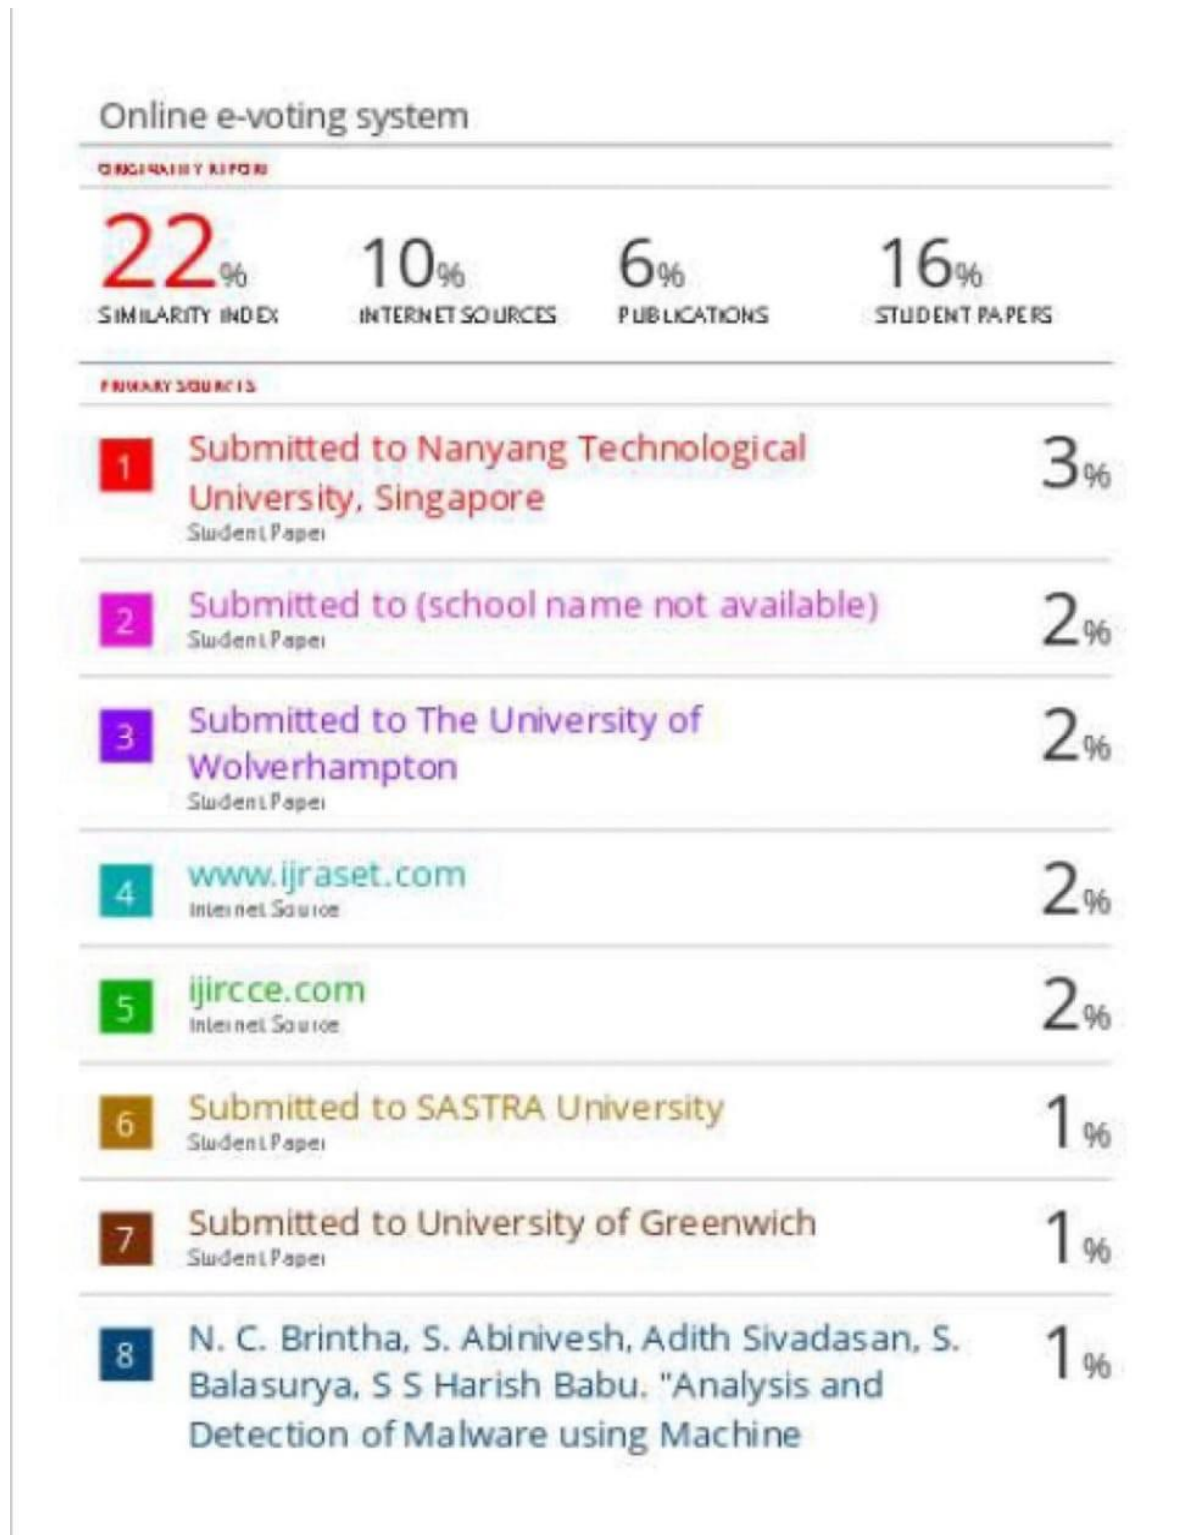 Online e-voting system
ORIGINALITY REPORT
22%
SIMILARITY INDEX
10%
INTERNET SOURCES
6%
PUBLICATIONS
16%
STUDENT PAPERS
PRIMARY SOURCES
1
Submitted to Nanyang Technological
University, Singapore
Student Paper
3%
2
Submitted to (school name not available)
Student Paper
2%
3
Submitted to The University of
Wolverhampton
Student Paper
2%
4
www.ijraset.com
Internet Source
2%
5
ijircce.com
Internet Source
2%
6
Submitted to SASTRA University
Student Paper
1%
7
Submitted to University of Greenwich
Student Paper
1%
8
N. C. Brintha, S. Abinivesh, Adith Sivadasan, S.
Balasurya, S S Harish Babu. "Analysis and
Detection of Malware using Machine
1%